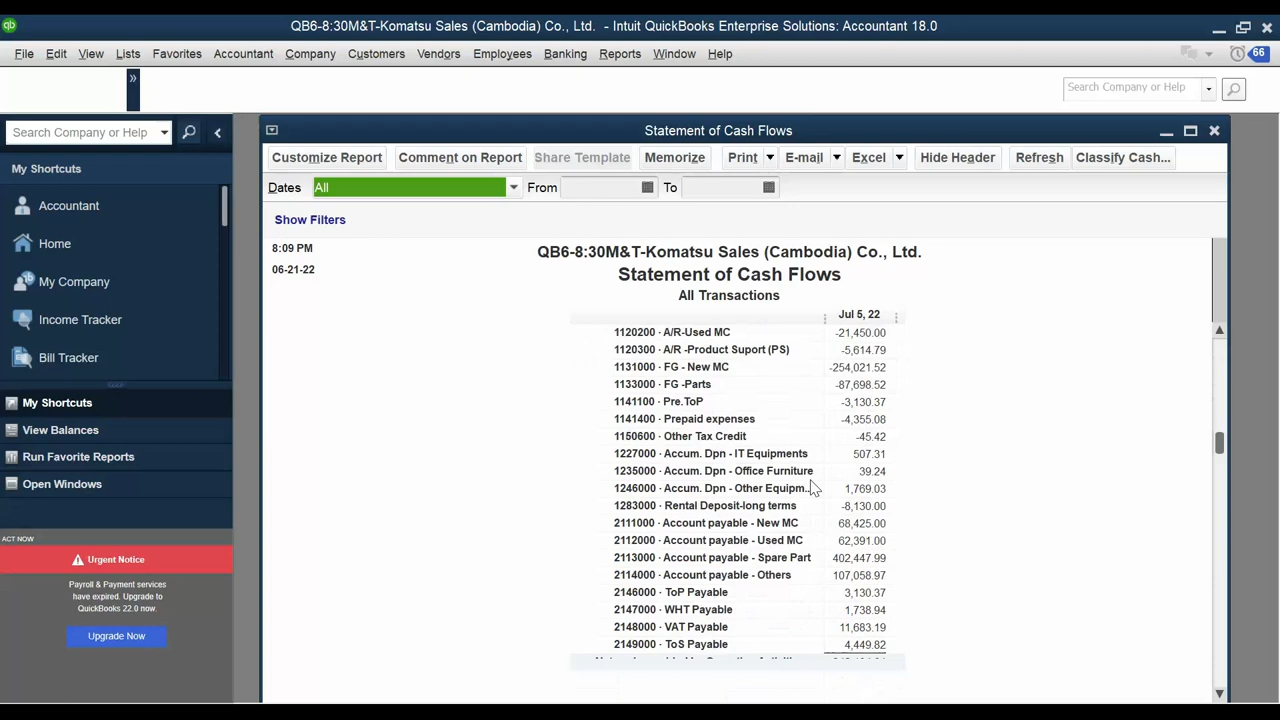 QB6-8:30M&T-Komatsu Sales (Cambodia) Co., Ltd. - Intuit QuickBooks Enterprise Solutions: Accountant 18.0
File Edit View Lists Favorites Accountant Company Customers Vendors Employees Banking Reports Window Help 66
» Search Company or Help
Search Company or Help
Statement of Cash Flows
Customize Report Comment on Report Share Template Memorize Print E-mail Excel Hide Header Refresh Classify Cash...
Dates All From To
Show Filters
My Shortcuts
Accountant
Home
My Company
Income Tracker
Bill Tracker
My Shortcuts
View Balances
Run Favorite Reports
Open Windows
ACT NOW
Urgent Notice
Payroll & Payment services
have expired. Upgrade to
QuickBooks 22.0 now.
Upgrade Now
8:09 PM
06-21-22
QB6-8:30M&T-Komatsu Sales (Cambodia) Co., Ltd.
Statement of Cash Flows
All Transactions
Jul 5, 22
1120200 · A/R-Used MC -21,450.00
1120300 · A/R -Product Suport (PS) -5,614.79
1131000 · FG - New MC -254,021.52
1133000 · FG -Parts -87,698.52
1141100 · Pre.ToP -3,130.37
1141400 · Prepaid expenses -4,355.08
1150600 · Other Tax Credit -45.42
1227000 · Accum. Dpn - IT Equipments 507.31
1235000 · Accum. Dpn - Office Furniture 39.24
1246000 · Accum. Dpn - Other Equipm... 1,769.03
1283000 · Rental Deposit-long terms -8,130.00
2111000 · Account payable - New MC 68,425.00
2112000 · Account payable - Used MC 62,391.00
2113000 · Account payable - Spare Part 402,447.99
2114000 · Account payable - Others 107,058.97
2146000 · ToP Payable 3,130.37
2147000 · WHT Payable 1,738.94
2148000 · VAT Payable 11,683.19
2149000 · ToS Payable 4,449.82